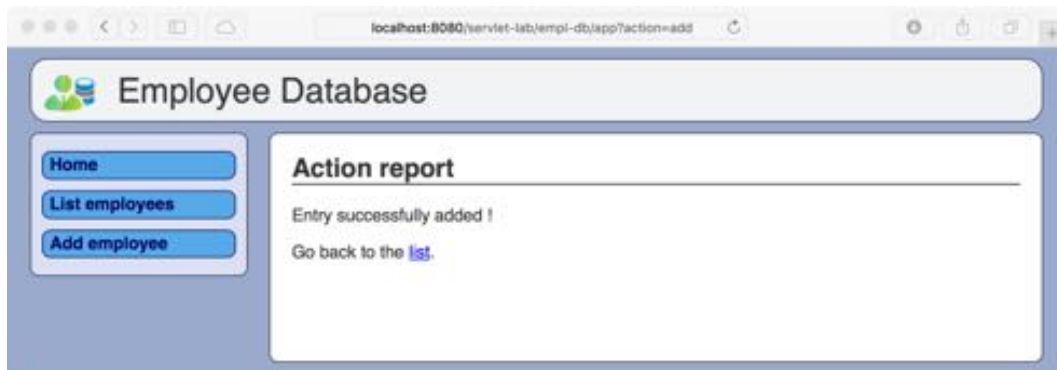 localhost:8080/servlet-lab/empl-db/app?action=add
Employee Database
Home
List employees
Add employee
Action report
Entry successfully added !
Go back to the list.